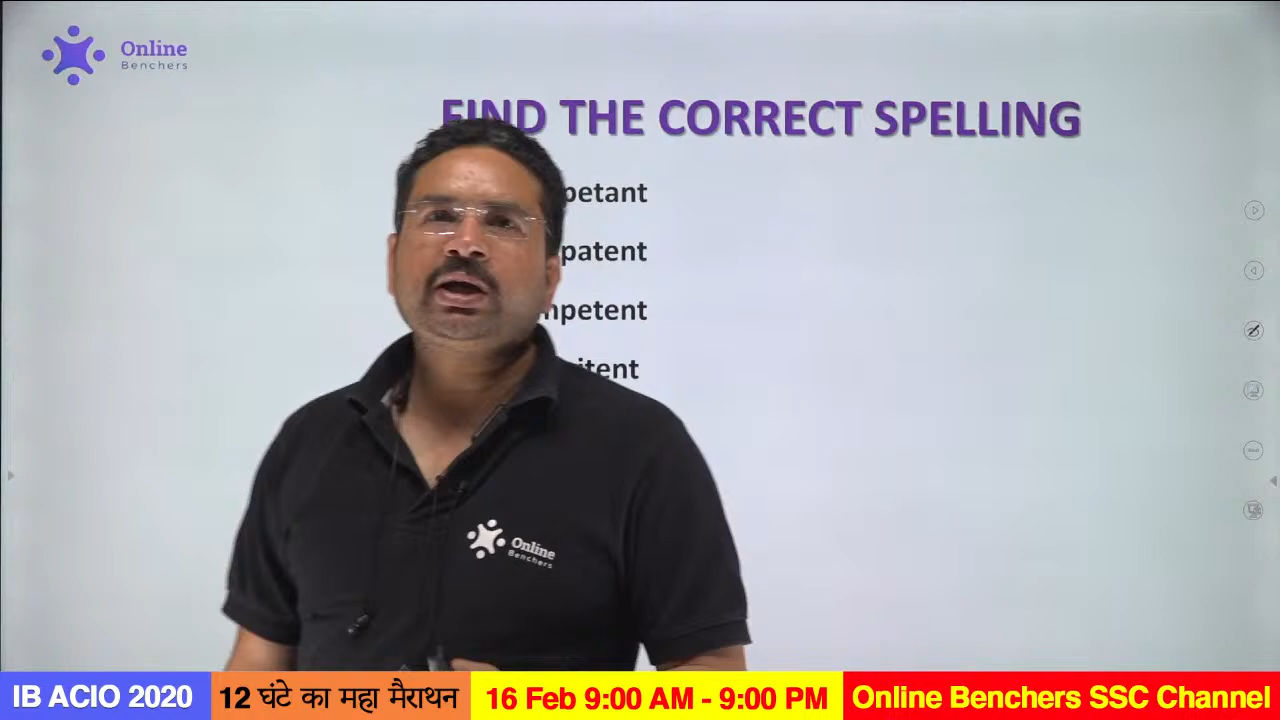 Online
Benchers
FIND THE CORRECT SPELLING
petant
patent
mpetent
itent
Online
Benchers
IB ACIO 2020
12 घंटे का महा मैराथन
16 Feb 9:00 AM - 9:00 PM
Online Benchers SSC Channel